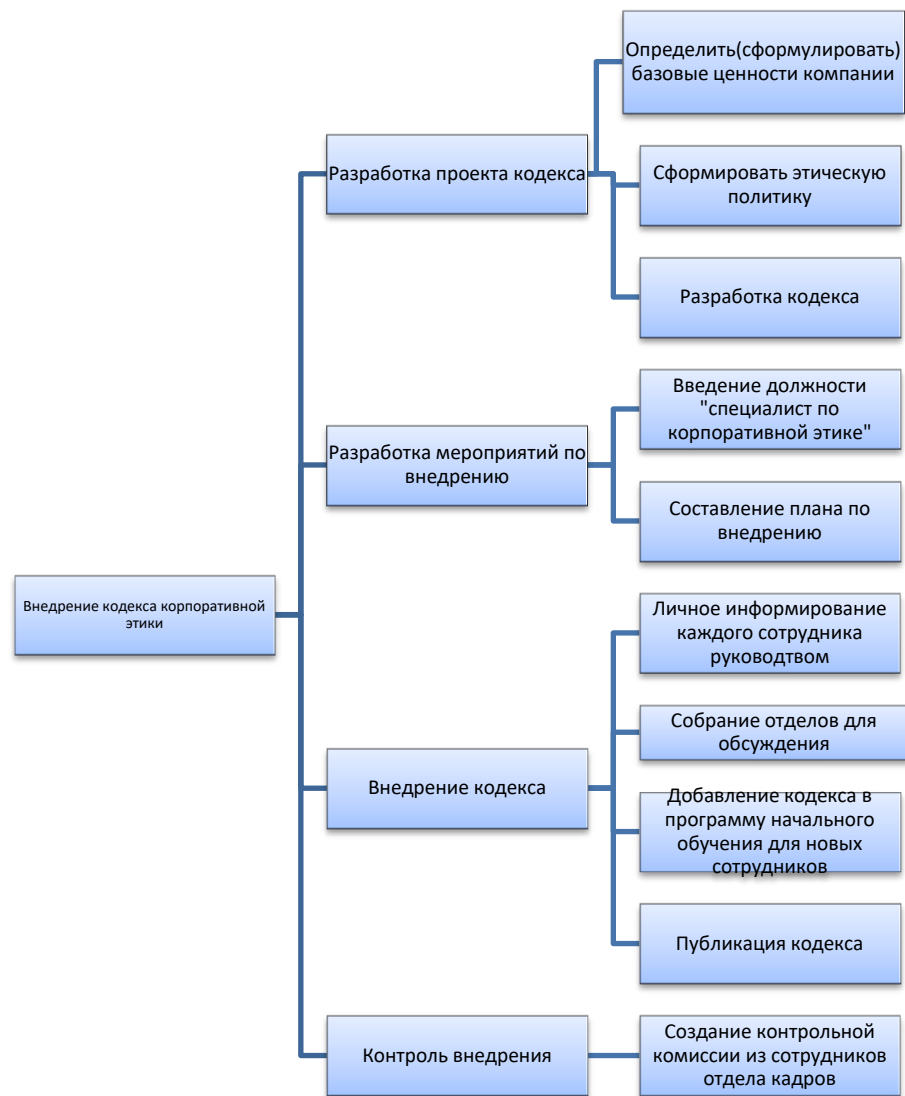 Определить(сформулировать)
базовые ценности компании
Разработка проекта кодекса
Сформировать этическую
политику
Разработка кодекса
Введение должности
"специалист по
корпоративной этике"
Разработка мероприятий по
внедрению
Составление плана по
внедрению
Внедрение кодекса корпоративной
этики
Личное информирование
каждого сотрудника
руководтвом
Собрание отделов для
обсуждения
Внедрение кодекса
Добавление кодекса в
программу начального
обучения для новых
сотрудников
Публикация кодекса
Контроль внедрения
Создание контрольной
комиссии из сотрудников
отдела кадров